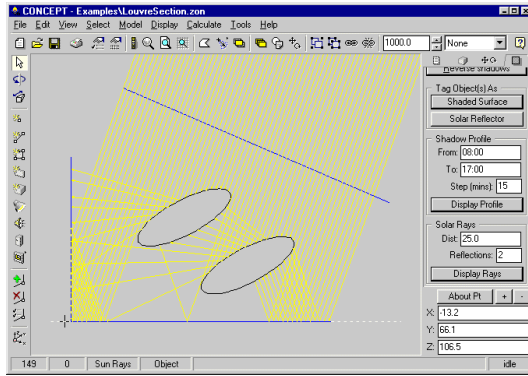 CONCEPT - Examples\LouvreSection.zon
File Edit View Select Model Display Calculate Tools Help
1000.0 None
Reverse shadows
Tag Object(s) As
Shaded Surface
Solar Reflector
Shadow Profile
From: 08:00
To: 17:00
Step (mins): 15
Display Profile
Solar Rays
Dist: 25.0
Reflections: 2
Display Rays
About Pt + -
X: -13.2
Y: 66.1
Z: 106.5
149 0 Sun Rays Object idle